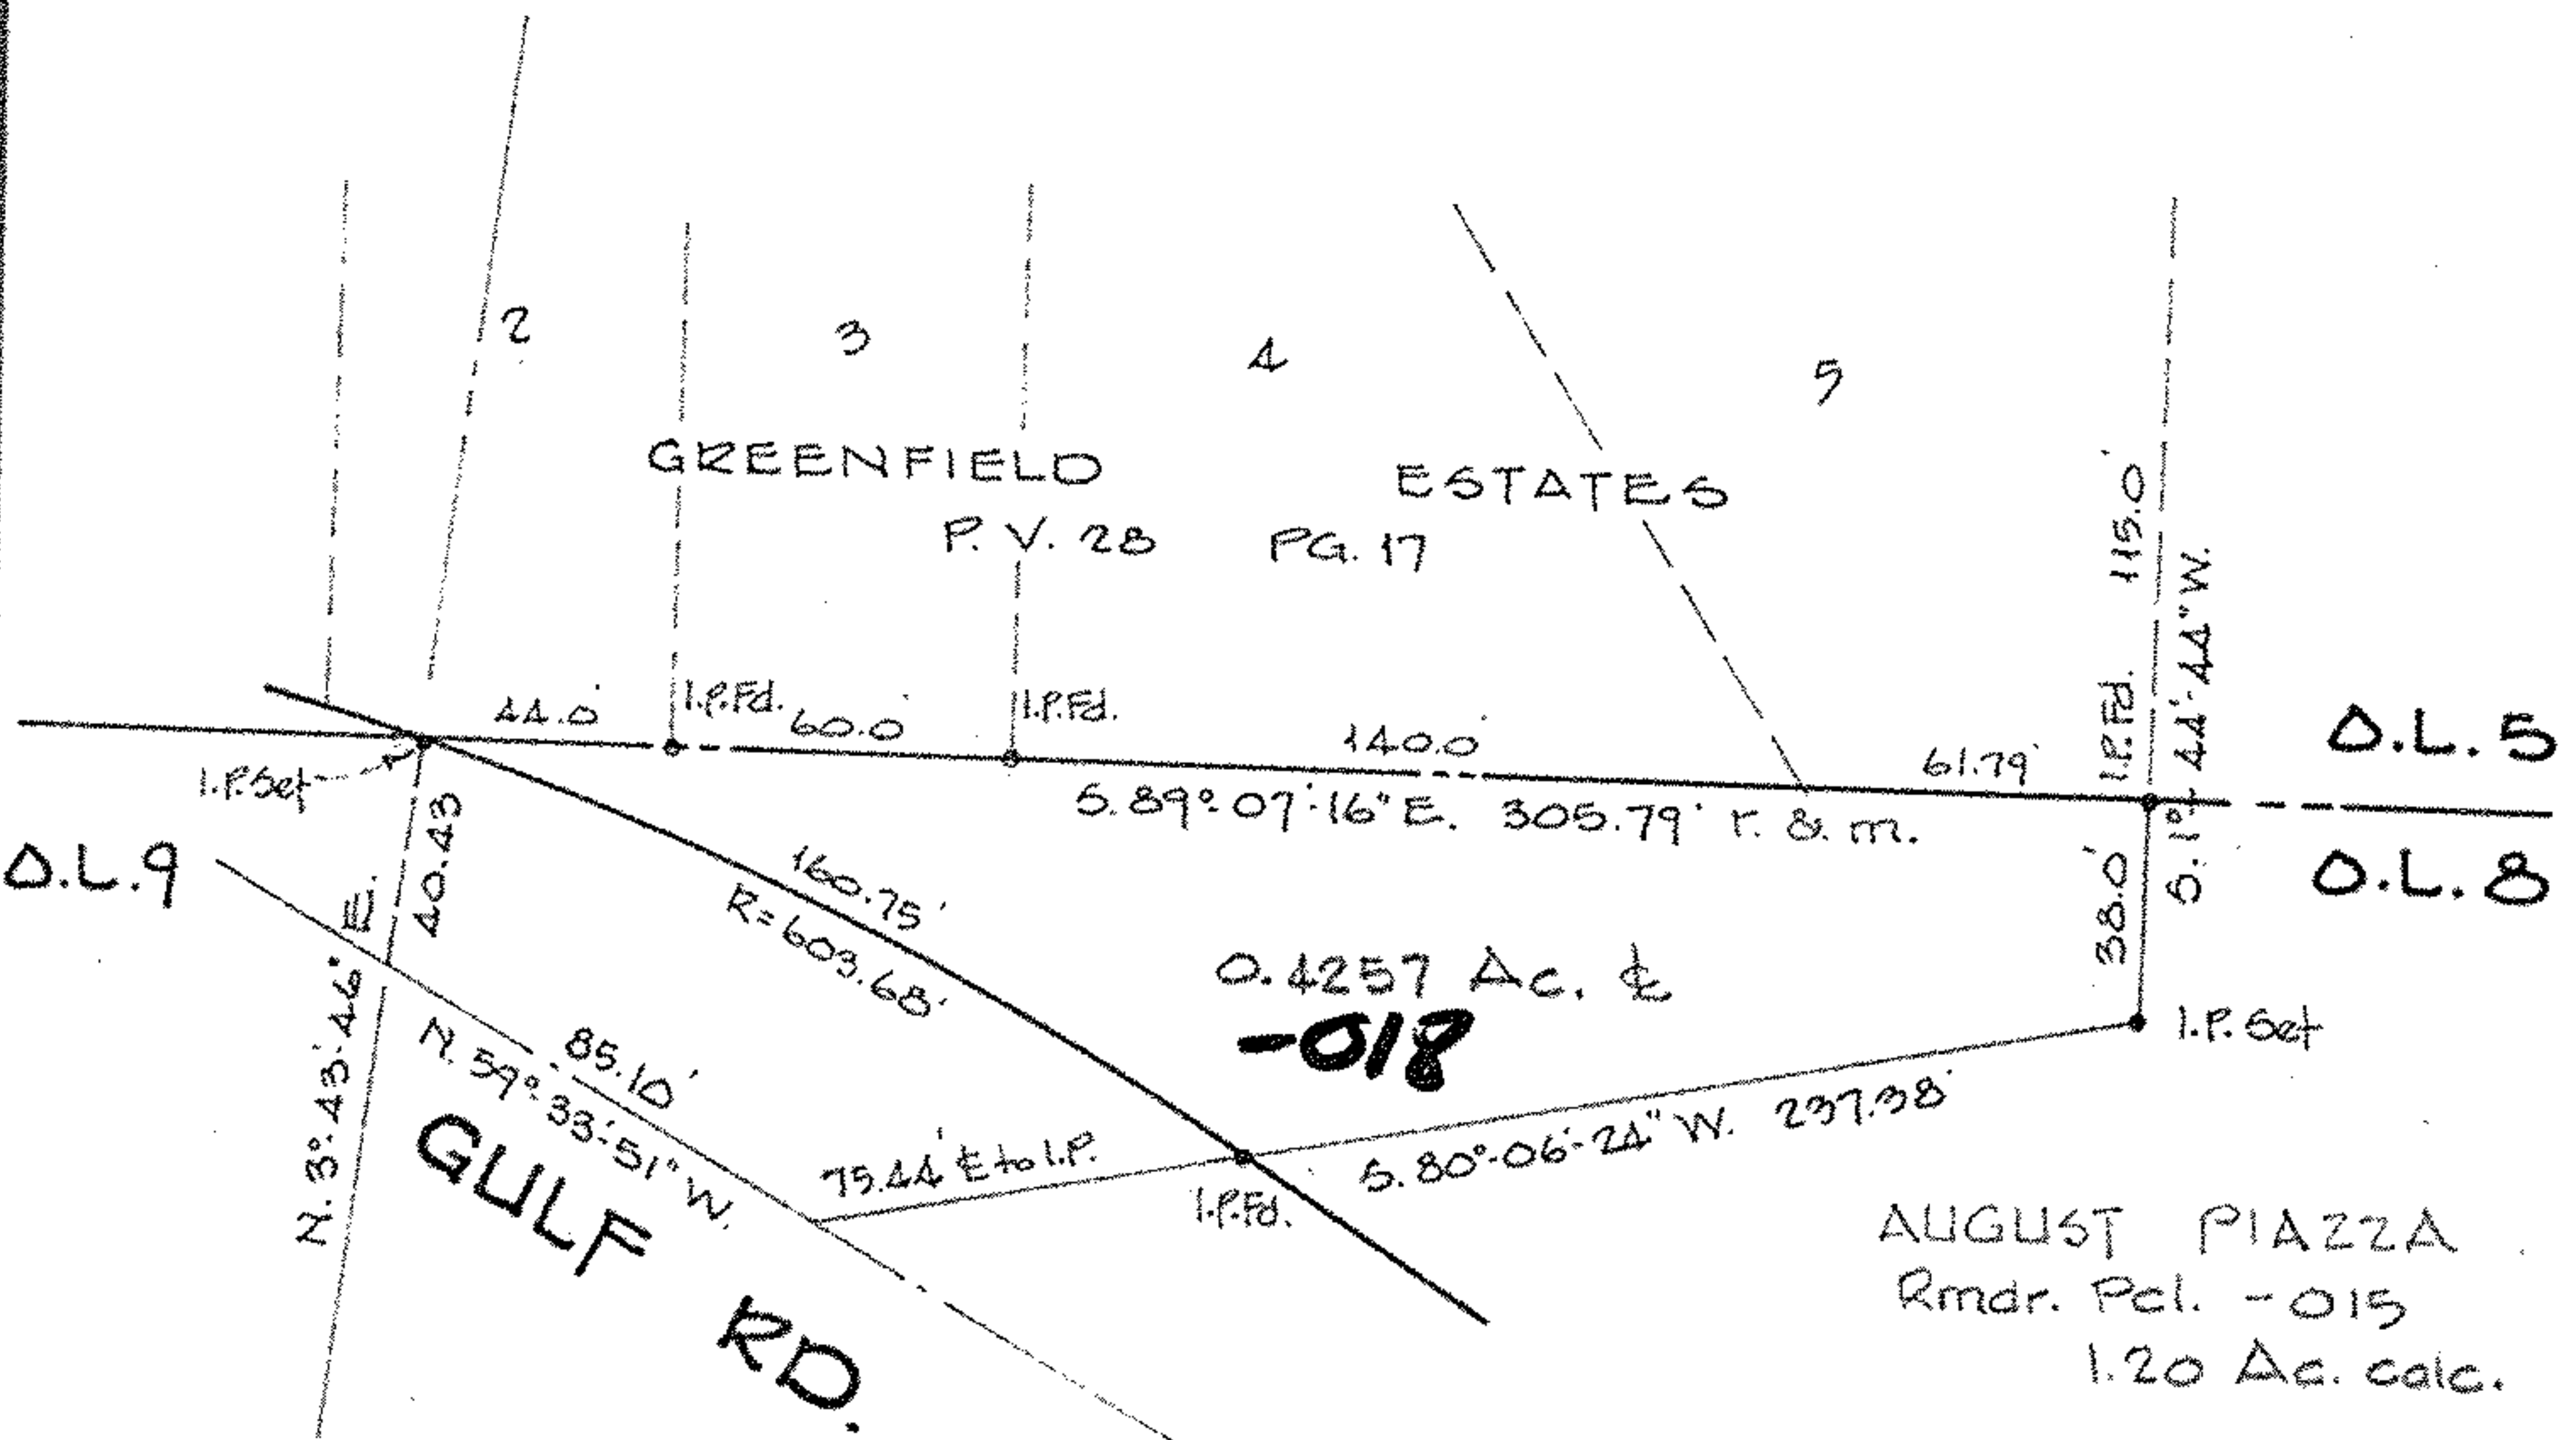 2
3
4
5
GREENFIELD ESTATES
P. V. 28 PG. 17
115.0'
I.P.Fd.
S. 1°-44'-44" W.
44.0'
I.P.Fd.
60.0'
I.P.Fd.
140.0'
61.79'
O.L. 5
I.P. Set
S. 89°-07'-16" E. 305.79' r. & m.
O.L. 9
40.43
N. 3°-43'-46" E.
160.75'
R=603.68'
38.0'
O.L. 8
0.4257 Ac. ℄
-018
I.P. Set
85.10'
N. 59°-33'-51" W.
GULF RD.
75.44' ℄ to I.P.
I.P.Fd.
S. 80°-06'-24" W. 237.38'
AUGUST PIAZZA
Rmdr. Pcl. -015
1.20 Ac. calc.